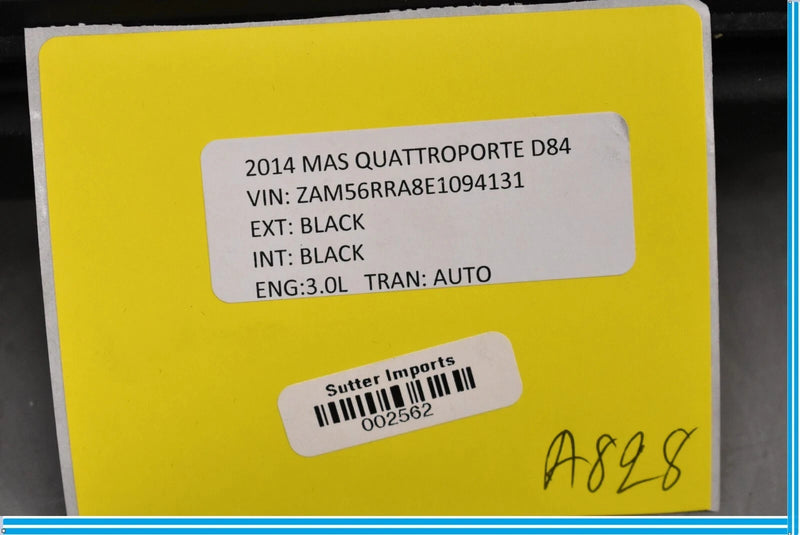 2014 MAS QUATTROPORTE D84
VIN: ZAM56RRA8E1094131
EXT: BLACK
INT: BLACK
ENG:3.0L TRAN: AUTO
Sutter Imports
002562
A828